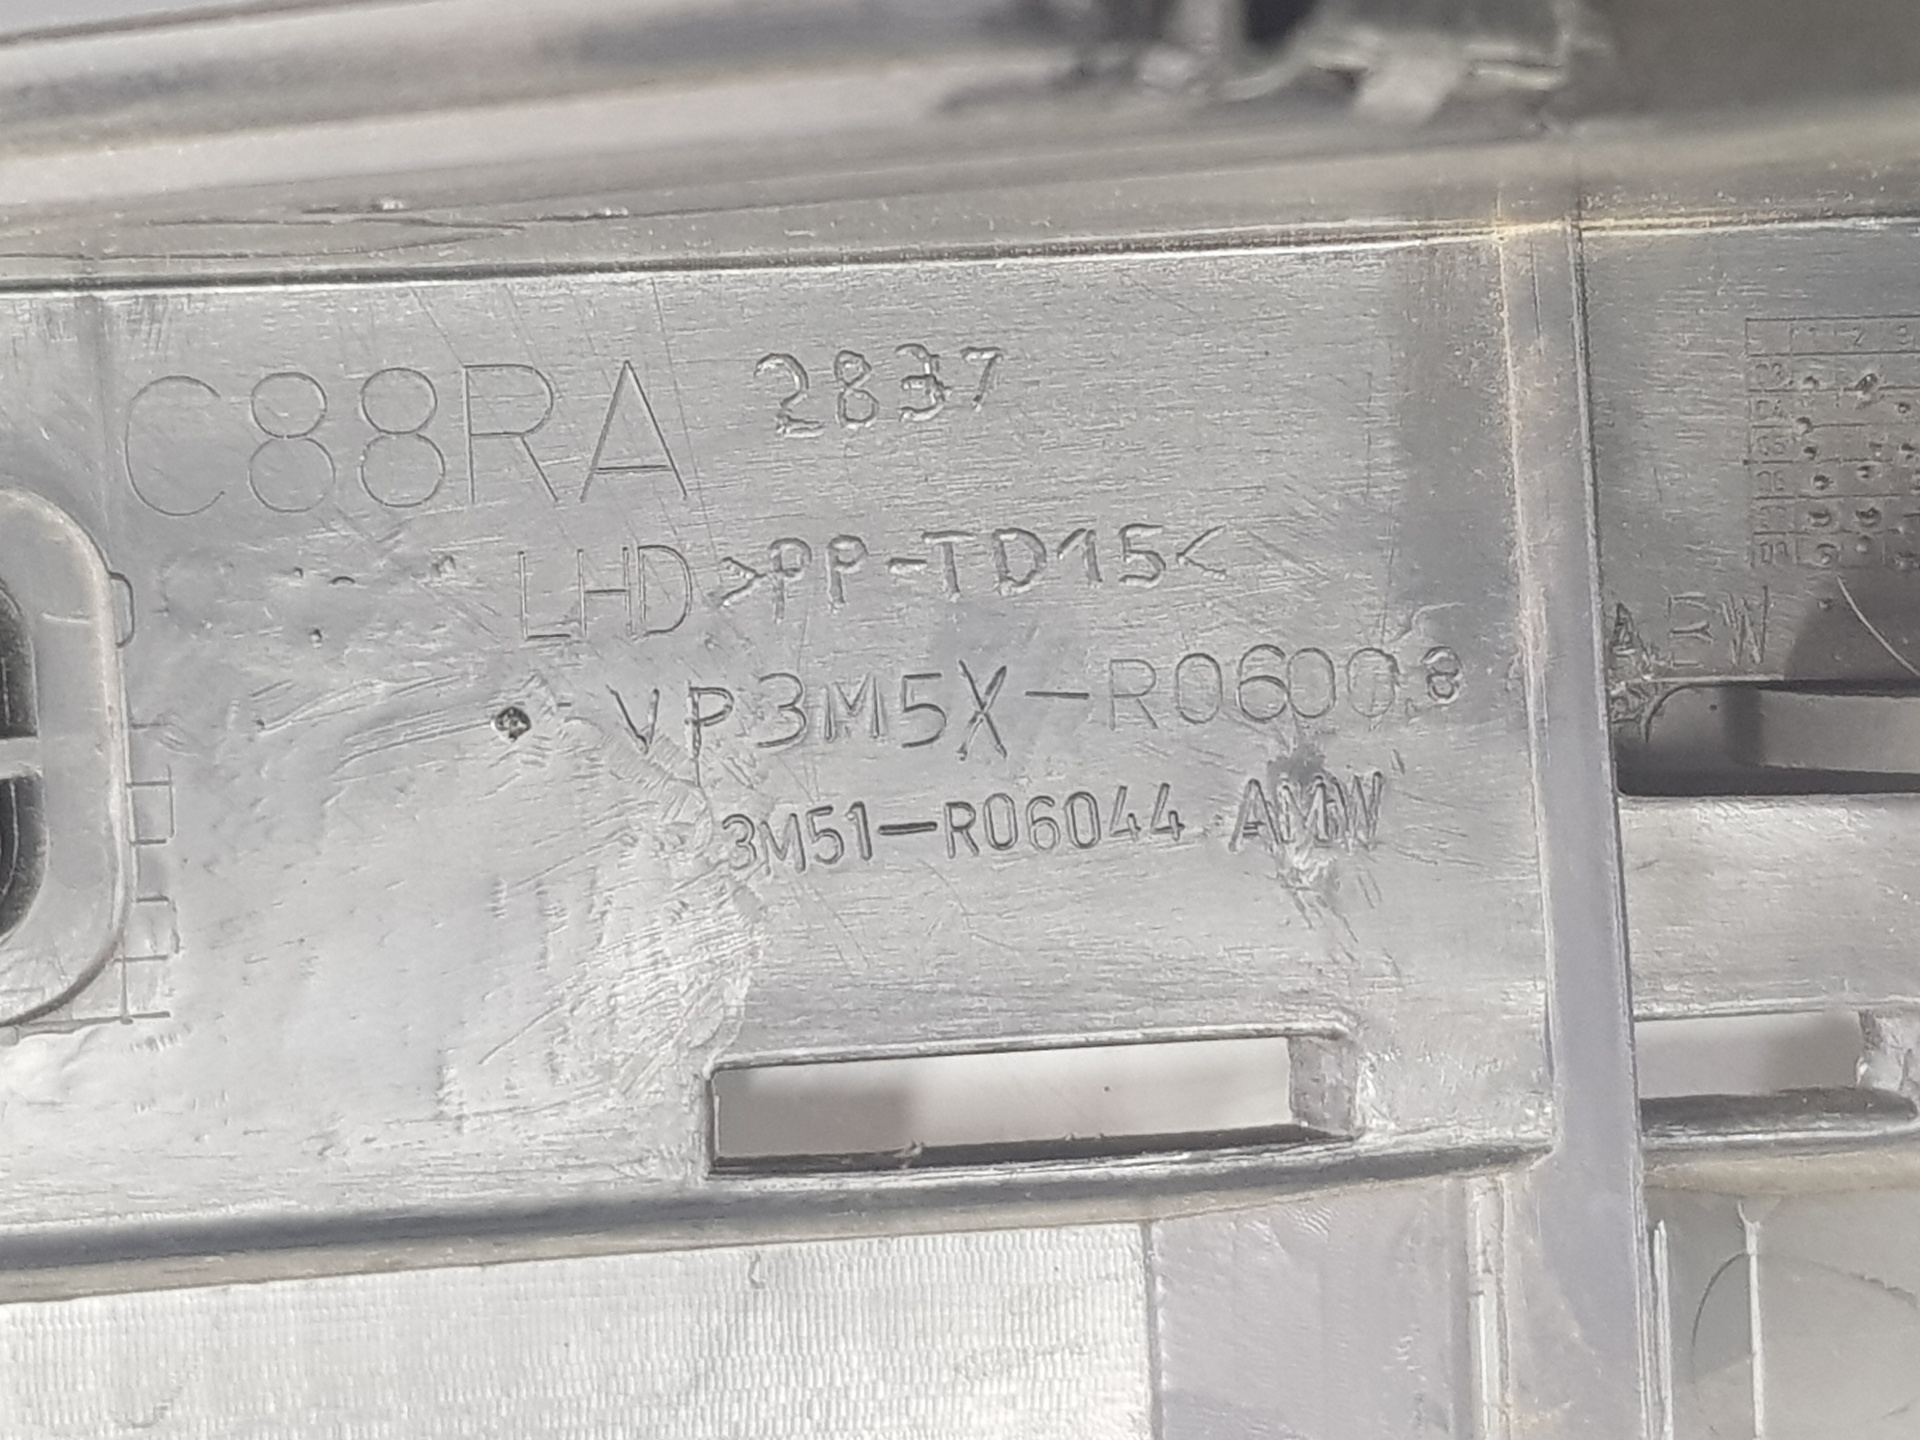 C88RA 2837
LHD >PP-TD15<
VP3M5X-R06008
3M51-R06044 AMW